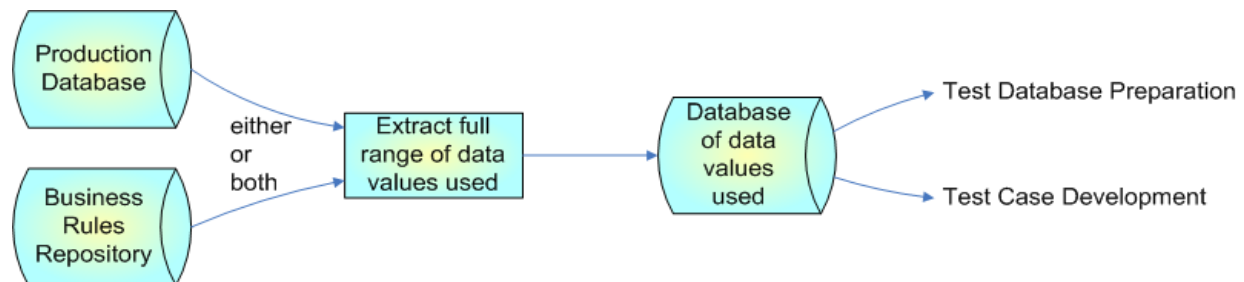 Production
Database
Business
Rules
Repository
either
or
both
Extract full
range of data
values used
Database
of data
values
used
Test Database Preparation
Test Case Development